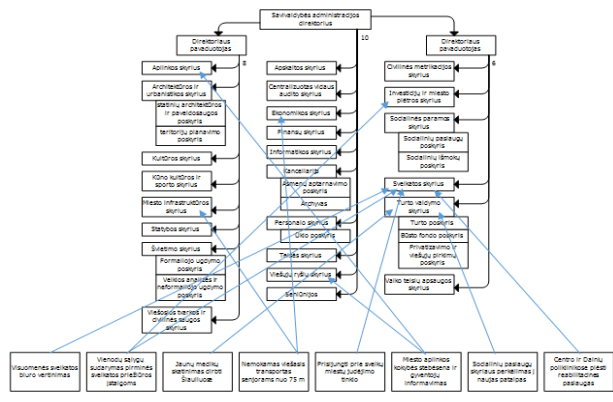 Savivaldybės administracijos
direktorius
Direktoriaus
pavaduotojas
8
Aplinkos skyrius
Architektūros ir
urbanistikos skyrius
statinių architektūros
ir paveldosaugos
poskyris
teritorijų planavimo
poskyris
Kultūros skyrius
Kūno kultūros ir
sporto skyrius
Miesto infrastruktūros
skyrius
Statybos skyrius
Švietimo skyrius
Formaliojo ugdymo
poskyris
Veiklos analizės ir
neformaliojo ugdymo
poskyris
Viešosios tvarkos ir
civilinės saugos
skyrius
10
Apskaitos skyrius
Centralizuotas vidaus
audito skyrius
Ekonomikos skyrius
Finansų skyrius
Informatikos skyrius
Kanceliarija
Asmenų aptarnavimo
poskyris
Archyvas
Personalo skyrius
Ūkio poskyris
Teisės skyrius
Viešųjų ryšių skyrius
Seniūnijos
Direktoriaus
pavaduotojas
6
Civilinės metrikacijos
skyrius
Investicijų ir miesto
plėtros skyrius
Socialinės paramos
skyrius
Socialinių paslaugų
poskyris
Socialinių išmokų
poskyris
Sveikatos skyrius
Turto valdymo
skyrius
Turto poskyris
Būsto fondo poskyris
Privatizavimo ir
viešųjų pirkimų
poskyris
Vaiko teisių apsaugos
skyrius
Visuomenės sveikatos
biuro vertinimas
Vienodų sąlygų
sudarymas pirminės
sveikatos priežiūros
įstaigoms
Jaunų medikų
skatinimas dirbti
Šiauliuose
Nemokamas viešasis
transportas
senjorams nuo 75 m
Prisijungti prie sveikų
miestų judėjimo
tinklo
Miesto aplinkos
kokybės stebėsena ir
gyventojų
informavimas
Socialinių paslaugų
skyriaus perkėlimas į
naujas patalpas
Centro ir Dainų
poliklinikose plėsti
reabilitacines
paslaugas